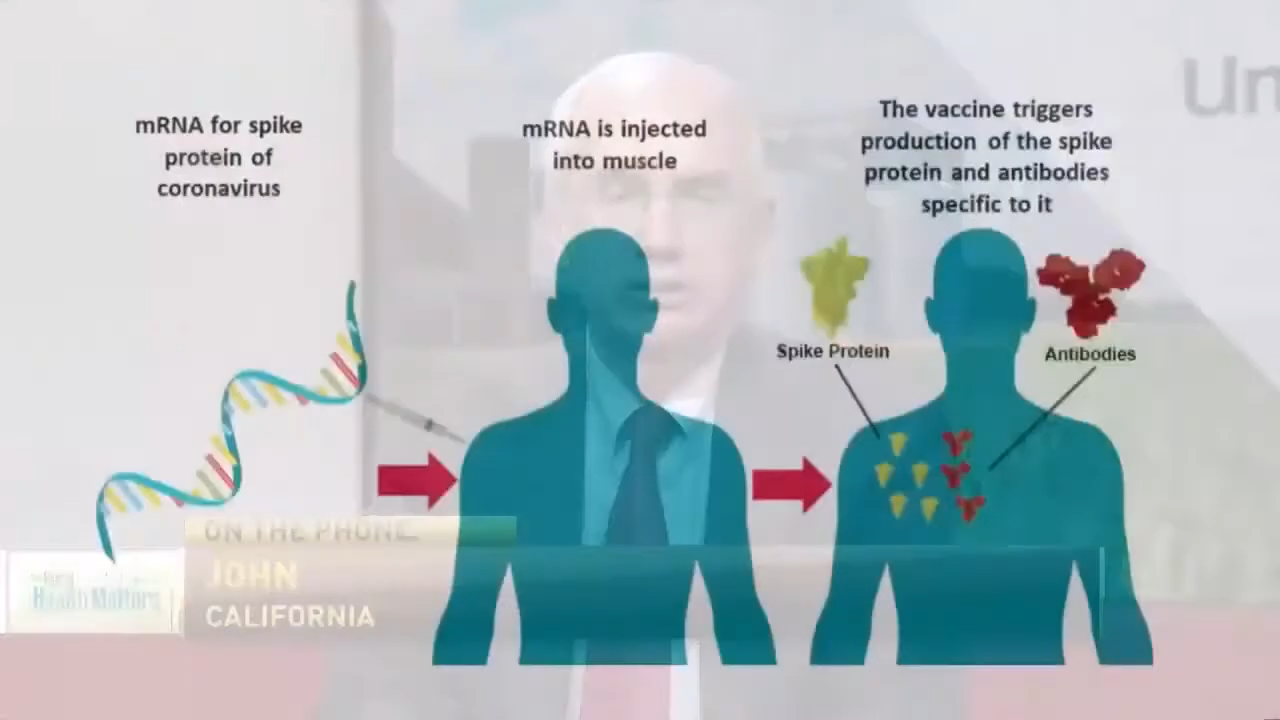 mRNA for spike
protein of
coronavirus
mRNA is injected
into muscle
The vaccine triggers
production of the spike
protein and antibodies
specific to it
Un
Spike Protein
Antibodies
ON THE PHONE:
JOHN
CALIFORNIA
Health Matters